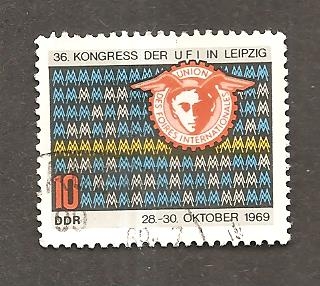 36. KONGRESS DER UFI IN LEIPZIG
UNION
DES FOIRES INTERNATIONALES
10
DDR
28.-30. OKTOBER 1969